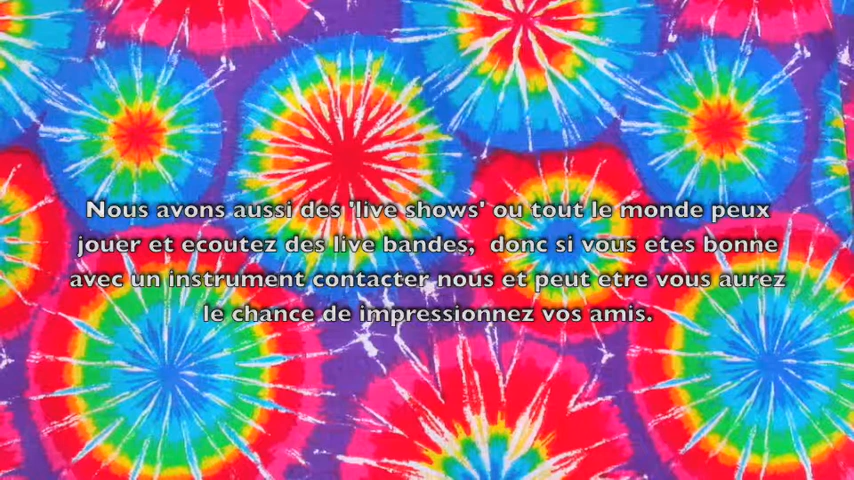 Nous avons aussi des 'live shows' ou tout le monde peux
jouer et ecoutez des live bandes,  donc si vous etes bonne
avec un instrument contacter nous et peut etre vous aurez
le chance de impressionnez vos amis.